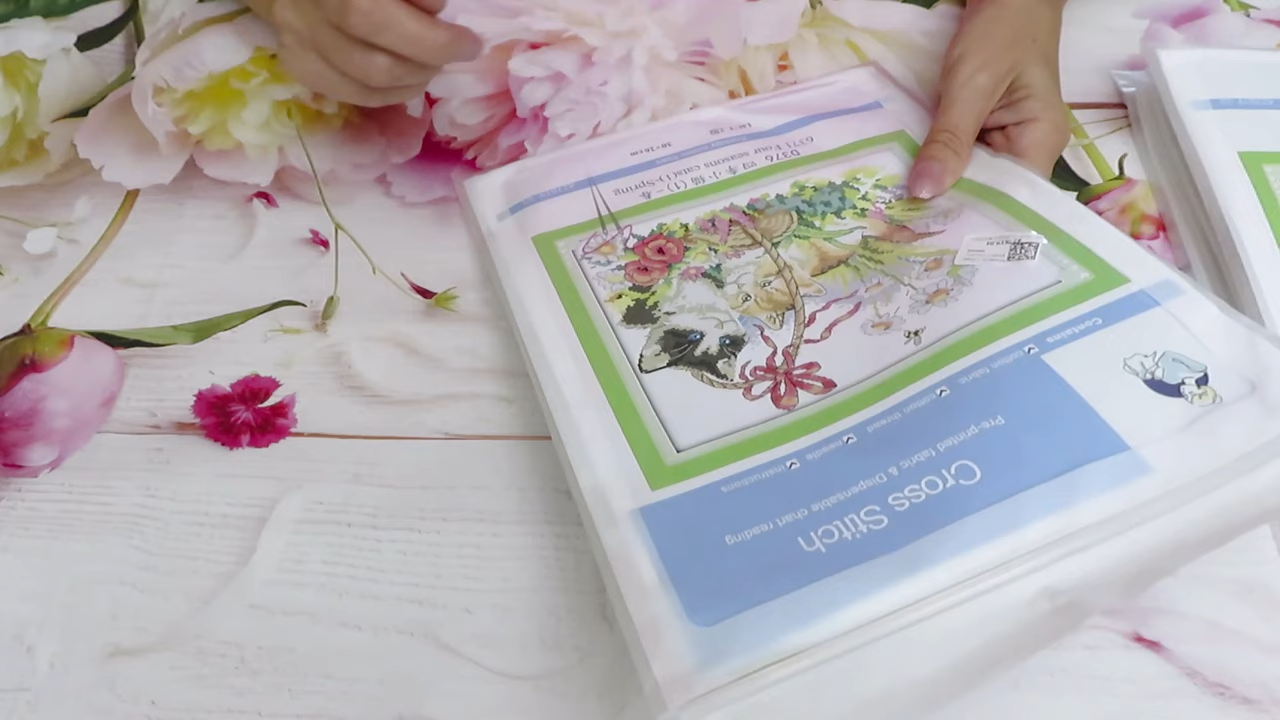 Cross Stitch
Pre-printed fabric & Dispensable chart reading
Contains
cotton fabric
cotton thread
needle
instructions
D376 四季小猫(1)-春
6371 Four seasons cats(1)-Spring